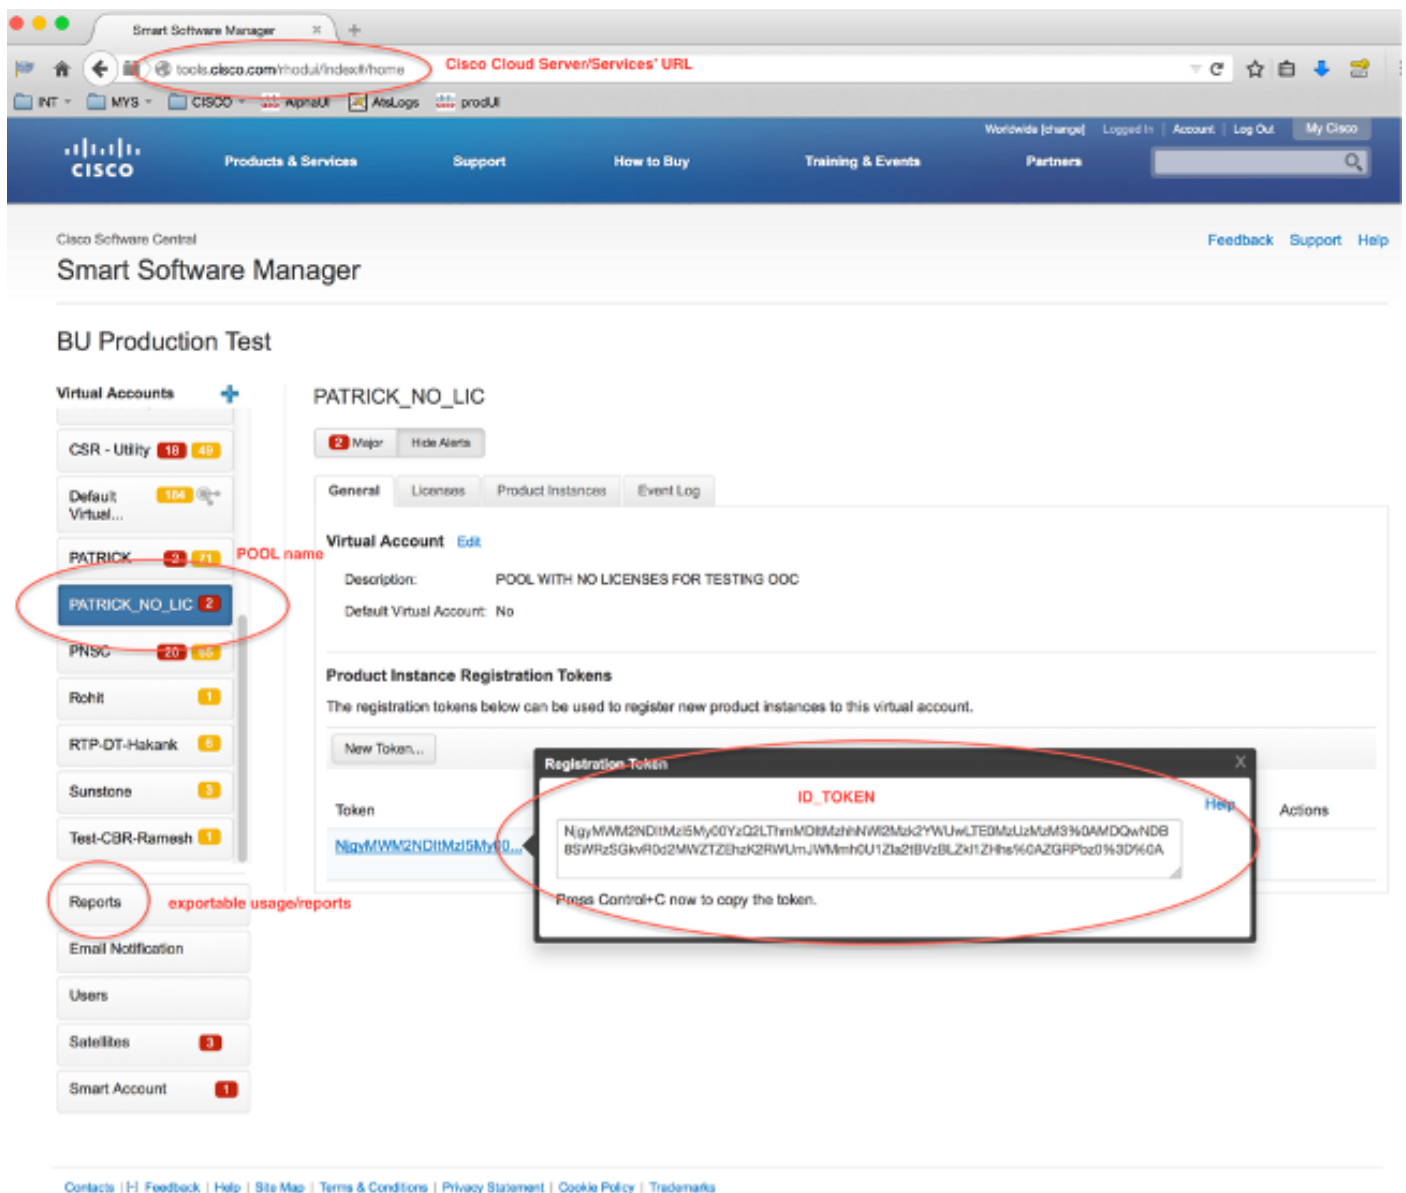 Smart Software Manager
tools.cisco.com/rhodui/index#/home
Cisco Cloud Server/Services' URL
INT MYS CISCO AlphaUI AtsLogs prodUI
Worldwide [change] Logged In | Account | Log Out My Cisco
CISCO
Products & Services Support How to Buy Training & Events Partners
Cisco Software Central
Feedback Support Help
Smart Software Manager
BU Production Test
Virtual Accounts
CSR - Utility 18 49
Default Virtual... 184
PATRICK 2 71
POOL name
PATRICK_NO_LIC 2
PNSC 20
Rohit 1
RTP-DT-Hakank 6
Sunstone 3
Test-CBR-Ramesh 1
Reports
exportable usage/reports
Email Notification
Users
Satellites 3
Smart Account 1
PATRICK_NO_LIC
2 Major Hide Alerts
General Licenses Product Instances Event Log
Virtual Account Edit
Description: POOL WITH NO LICENSES FOR TESTING OOC
Default Virtual Account: No
Product Instance Registration Tokens
The registration tokens below can be used to register new product instances to this virtual account.
New Token...
Token Actions
Registration Token X
ID_TOKEN
Help
Press Control+C now to copy the token.
Contacts | [+] Feedback | Help | Site Map | Terms & Conditions | Privacy Statement | Cookie Policy | Trademarks